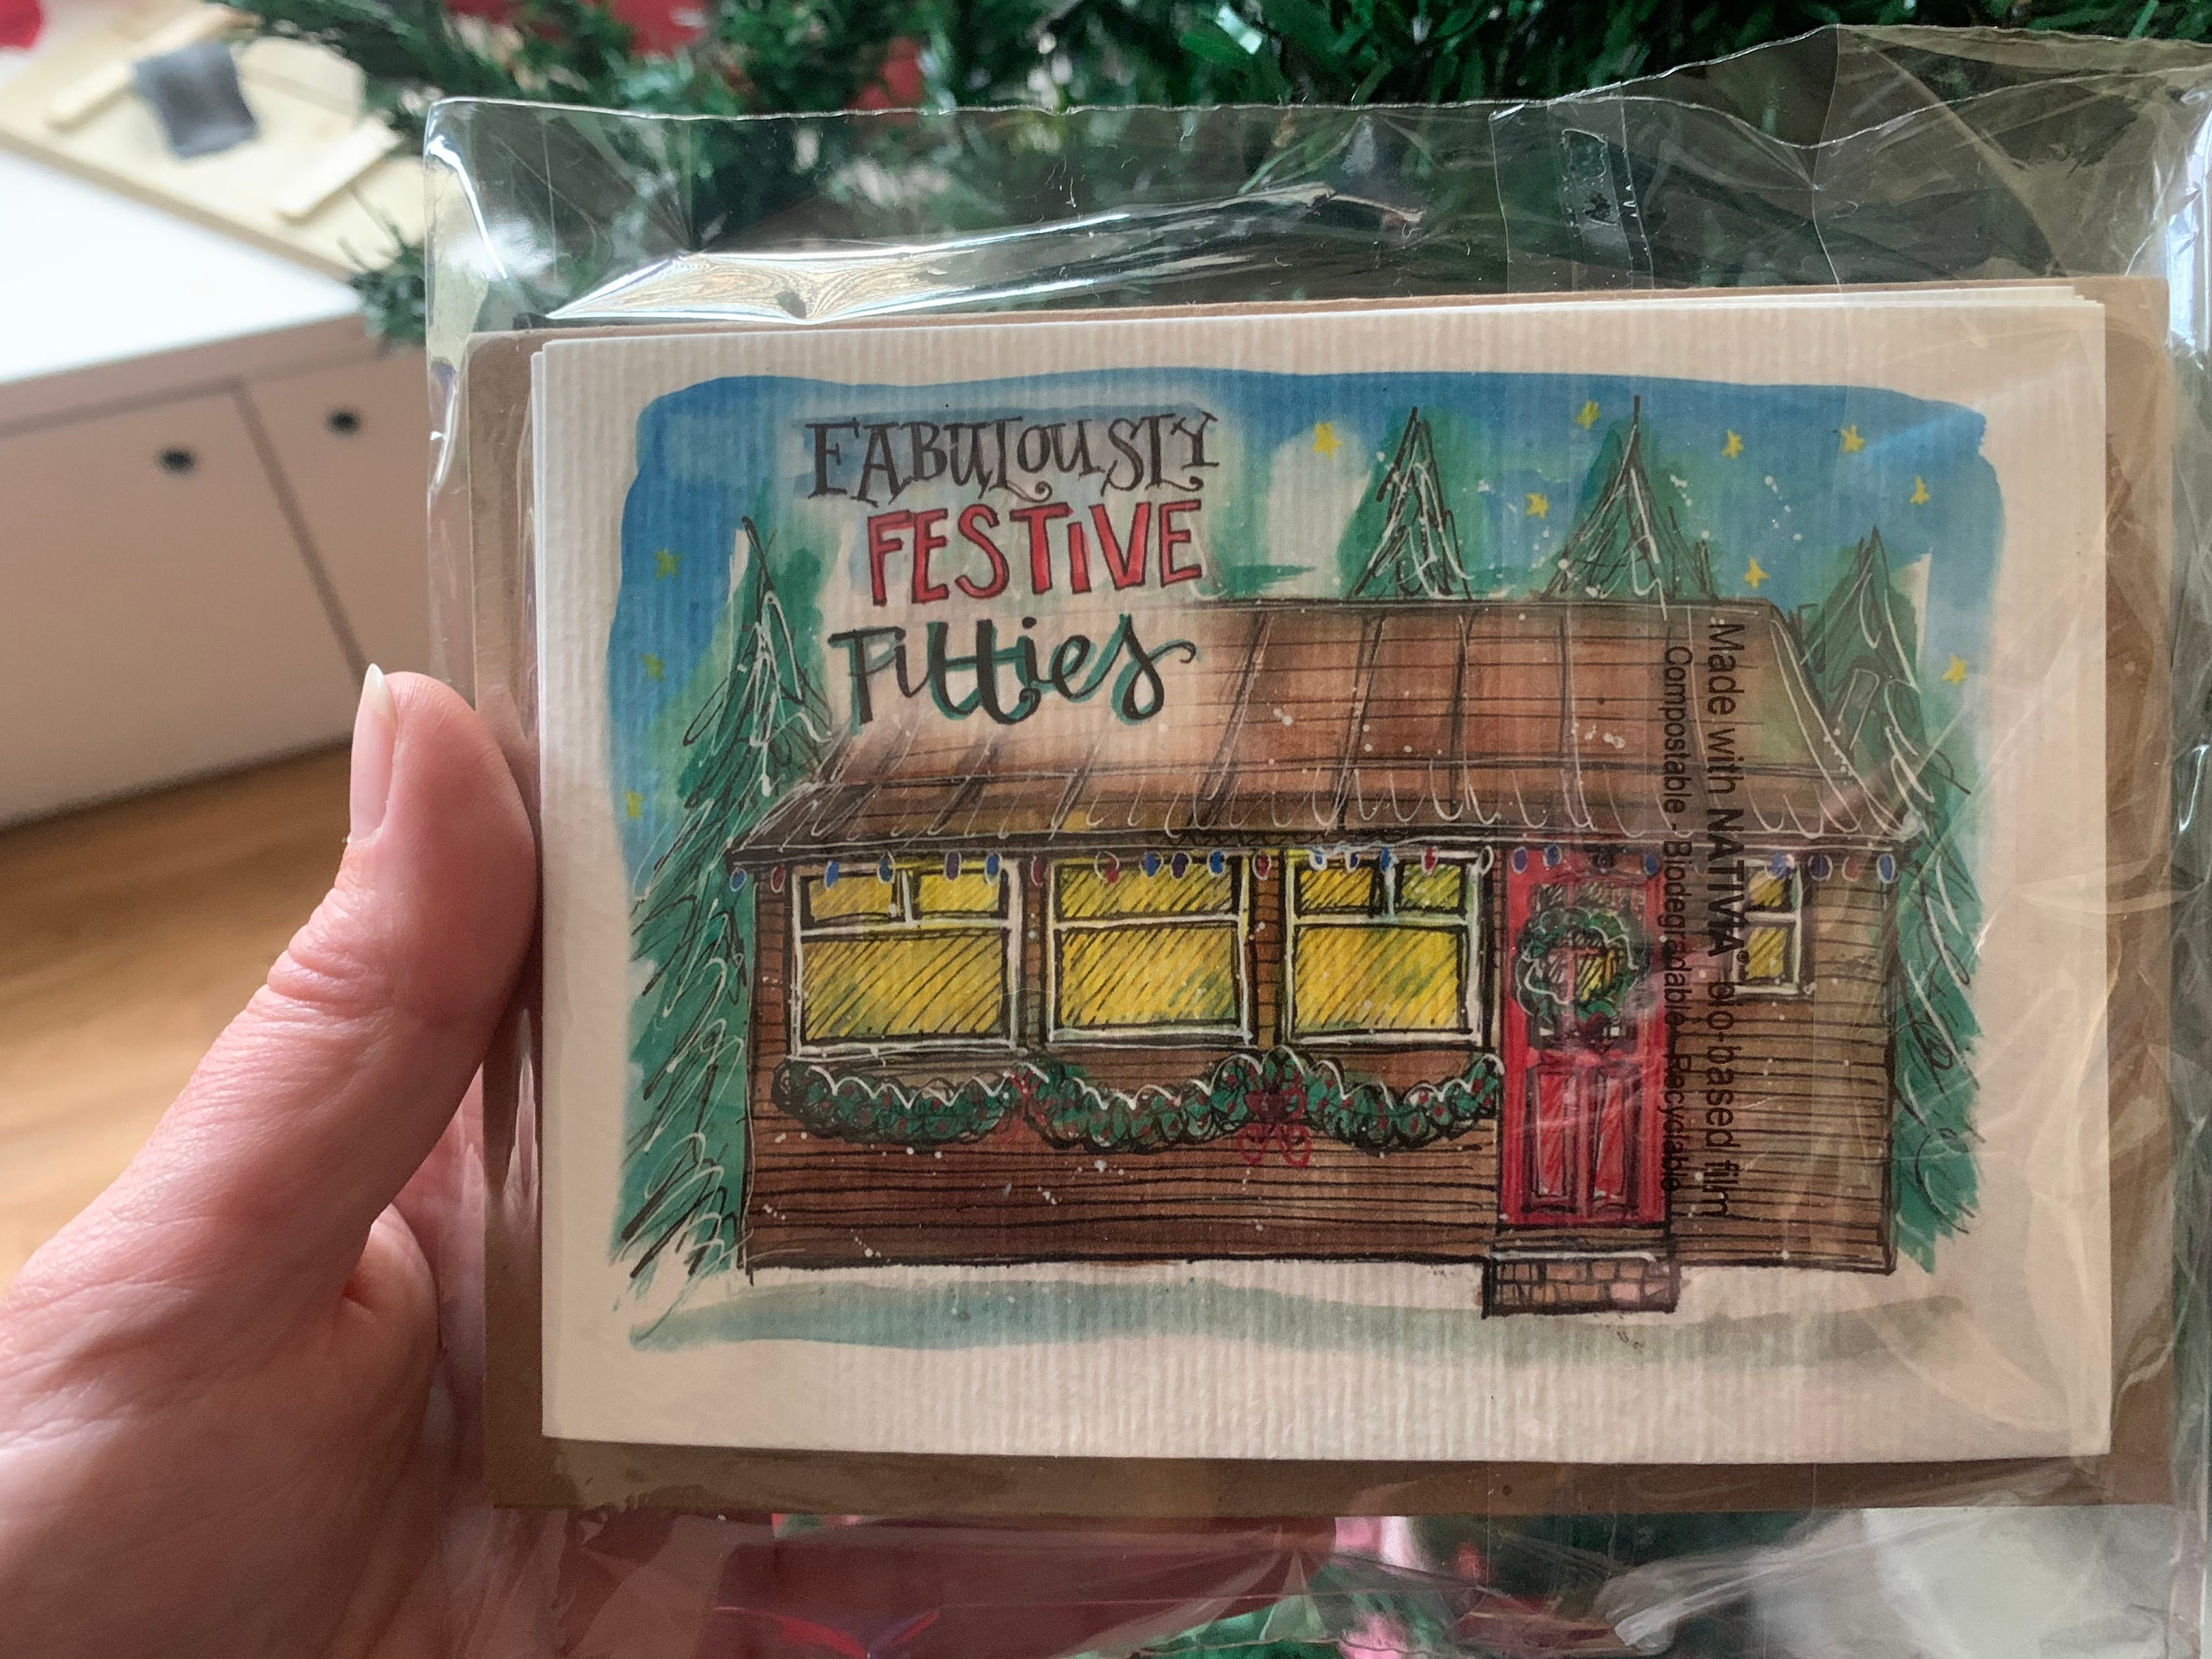 FABULOUSLY
FESTIVE
Fitties
Made with NATIVIA® bio-based film
Compostable - Biodegradable - Recyclable